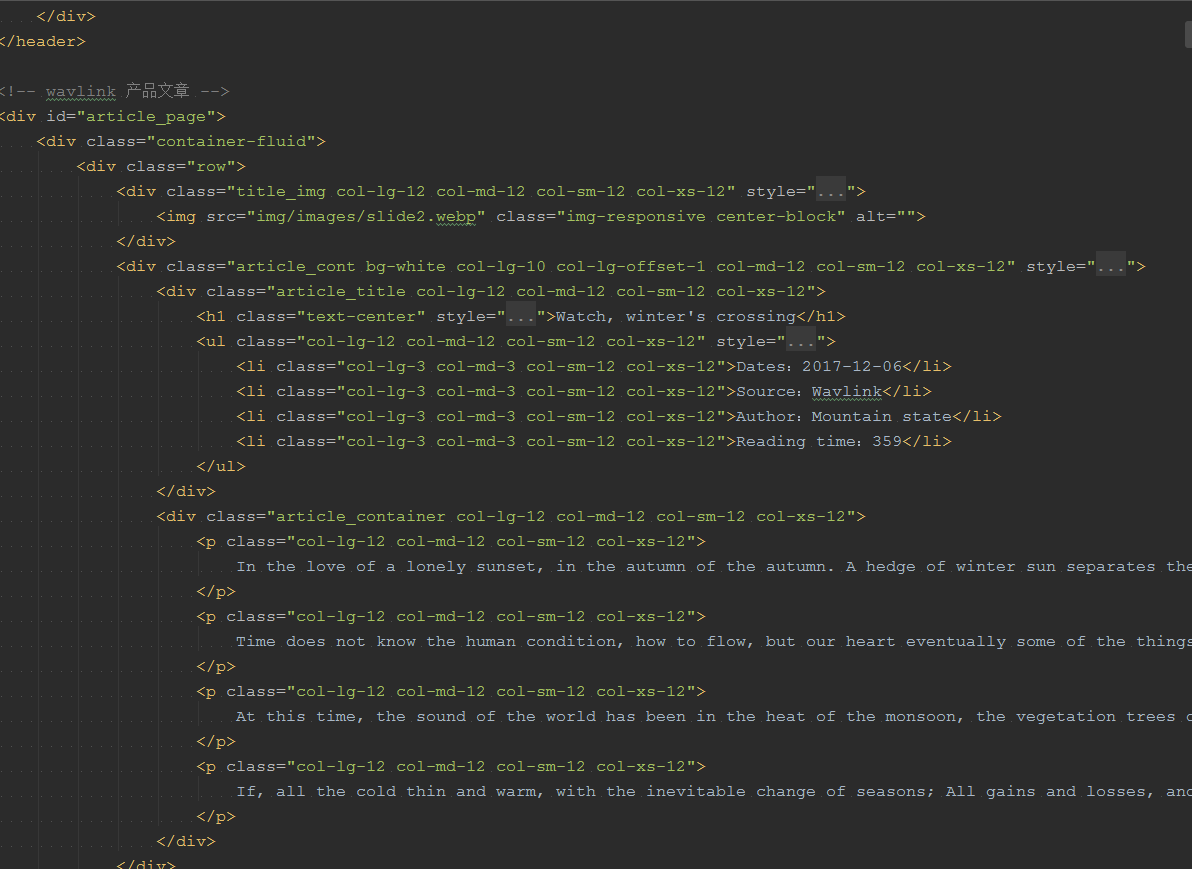 </div>
</header>
<!-- wavlink 产品文章 -->
<div id="article_page">
<div class="container-fluid">
<div class="row">
<div class="title_img col-lg-12 col-md-12 col-sm-12 col-xs-12" style="...">
<img src="img/images/slide2.webp" class="img-responsive center-block" alt="">
</div>
<div class="article_cont bg-white col-lg-10 col-lg-offset-1 col-md-12 col-sm-12 col-xs-12" style="...">
<div class="article_title col-lg-12 col-md-12 col-sm-12 col-xs-12">
<h1 class="text-center" style="...">Watch, winter's crossing</h1>
<ul class="col-lg-12 col-md-12 col-sm-12 col-xs-12" style="...">
<li class="col-lg-3 col-md-3 col-sm-12 col-xs-12">Dates：2017-12-06</li>
<li class="col-lg-3 col-md-3 col-sm-12 col-xs-12">Source：Wavlink</li>
<li class="col-lg-3 col-md-3 col-sm-12 col-xs-12">Author：Mountain state</li>
<li class="col-lg-3 col-md-3 col-sm-12 col-xs-12">Reading time：359</li>
</ul>
</div>
<div class="article_container col-lg-12 col-md-12 col-sm-12 col-xs-12">
<p class="col-lg-12 col-md-12 col-sm-12 col-xs-12">
In the love of a lonely sunset, in the autumn of the autumn. A hedge of winter sun separates the
</p>
<p class="col-lg-12 col-md-12 col-sm-12 col-xs-12">
Time does not know the human condition, how to flow, but our heart eventually some of the things
</p>
<p class="col-lg-12 col-md-12 col-sm-12 col-xs-12">
At this time, the sound of the world has been in the heat of the monsoon, the vegetation trees
</p>
<p class="col-lg-12 col-md-12 col-sm-12 col-xs-12">
If, all the cold thin and warm, with the inevitable change of seasons; All gains and losses, and
</p>
</div>
</div>